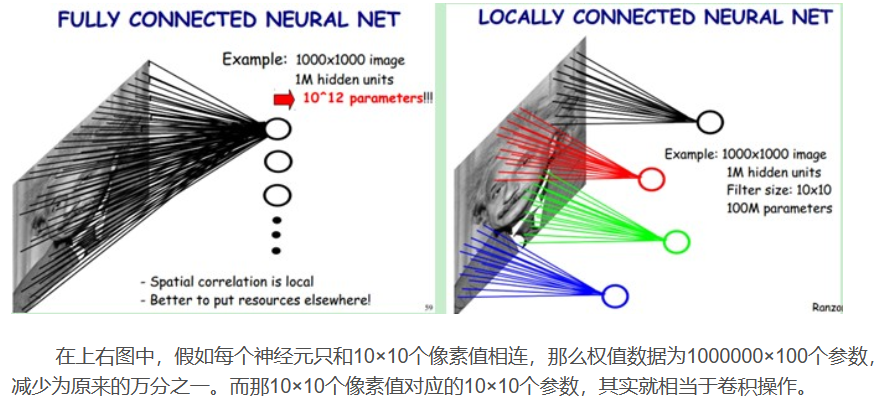 FULLY CONNECTED NEURAL NET
Example: 1000x1000 image
1M hidden units
10^12 parameters!!!
- Spatial correlation is local
- Better to put resources elsewhere!
59
LOCALLY CONNECTED NEURAL NET
Example: 1000x1000 image
1M hidden units
Filter size: 10x10
100M parameters
Ranzo
在上右图中，假如每个神经元只和10×10个像素值相连，那么权值数据为1000000×100个参数，
减少为原来的万分之一。而那10×10个像素值对应的10×10个参数，其实就相当于卷积操作。